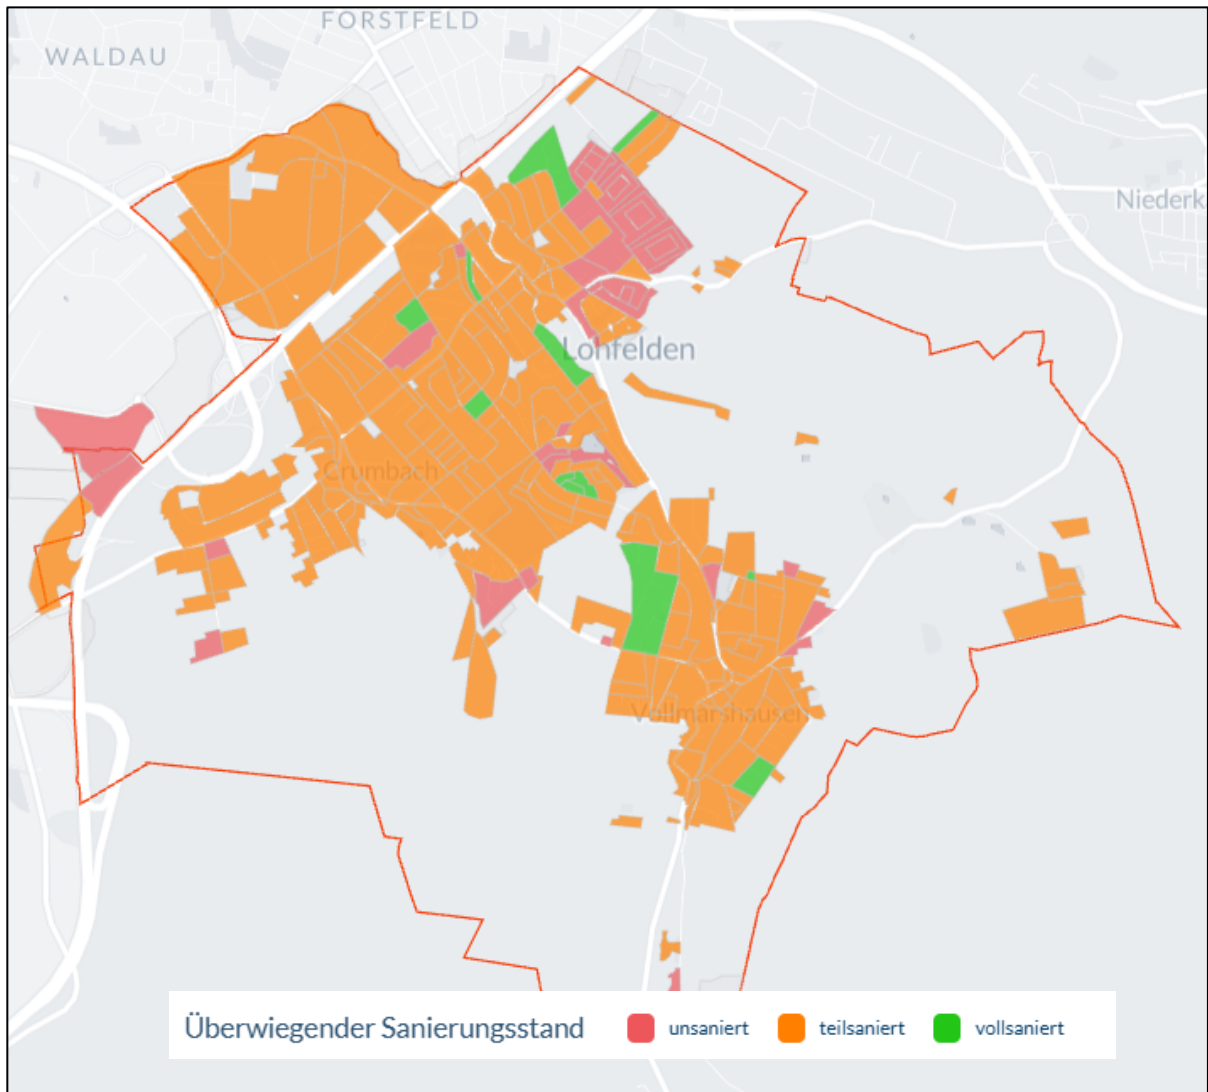 FORSTFELD
WALDAU
Niederk
Lohfelden
Crumbach
Vollmarshausen
Überwiegender Sanierungsstand unsaniert teilsaniert vollsaniert